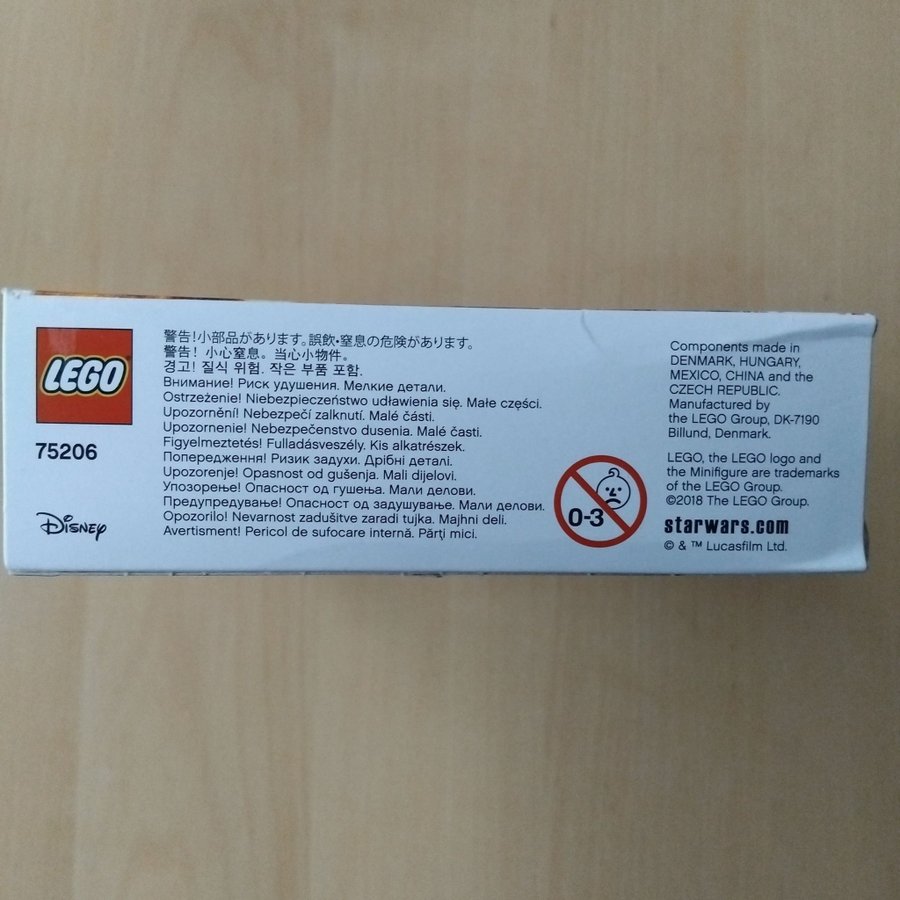 LEGO
75206
Disney
警告!小部品があります。誤飲・窒息の危険があります。
警告！小心窒息。当心小物件。
경고! 질식 위험. 작은 부품 포함.
Внимание! Риск удушения. Мелкие детали.
Ostrzeżenie! Niebezpieczeństwo udławienia się. Małe części.
Upozornění! Nebezpečí zalknutí. Malé části.
Upozornenie! Nebezpečenstvo dusenia. Malé časti.
Figyelmeztetés! Fulladásveszély. Kis alkatrészek.
Попередження! Ризик задухи. Дрібні деталі.
Upozorenje! Opasnost od gušenja. Mali dijelovi.
Упозорење! Опасност од гушења. Мали делови.
Предупредување! Опасност од задушување. Мали делови.
Opozorilo! Nevarnost zadušitve zaradi tujka. Majhni deli.
Avertisment! Pericol de sufocare internă. Părţi mici.
0-3
Components made in
DENMARK, HUNGARY,
MEXICO, CHINA and the
CZECH REPUBLIC.
Manufactured by
the LEGO Group, DK-7190
Billund, Denmark.
LEGO, the LEGO logo and
the Minifigure are trademarks
of the LEGO Group.
©2018 The LEGO Group.
starwars.com
© & ™ Lucasfilm Ltd.